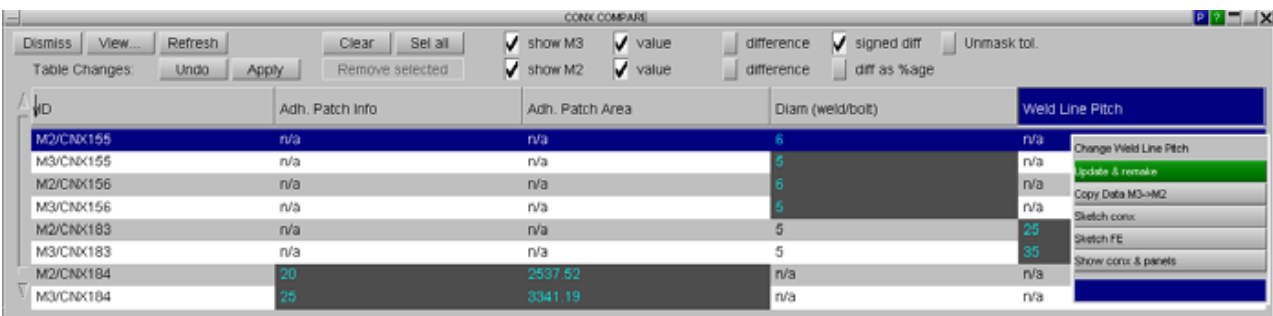 CONX COMPARE P ? X
Dismiss View... Refresh Clear Sel all show M3 value difference signed diff Unmask tol.
Table Changes: Undo Apply Remove selected show M2 value difference diff as %age
ID Adh. Patch Info Adh. Patch Area Diam (weld/bolt) Weld Line Pitch
M2/CNX155 n/a n/a 6 n/a
M3/CNX155 n/a n/a 5 n/a
M2/CNX156 n/a n/a 6 n/a
M3/CNX156 n/a n/a 5 n/a
M2/CNX183 n/a n/a 5 25
M3/CNX183 n/a n/a 5 35
M2/CNX184 20 2537.52 n/a n/a
M3/CNX184 25 3341.19 n/a n/a
Change Weld Line Pitch
Update & remake
Copy Data M3->M2
Sketch conx
Sketch FE
Show conx & panels